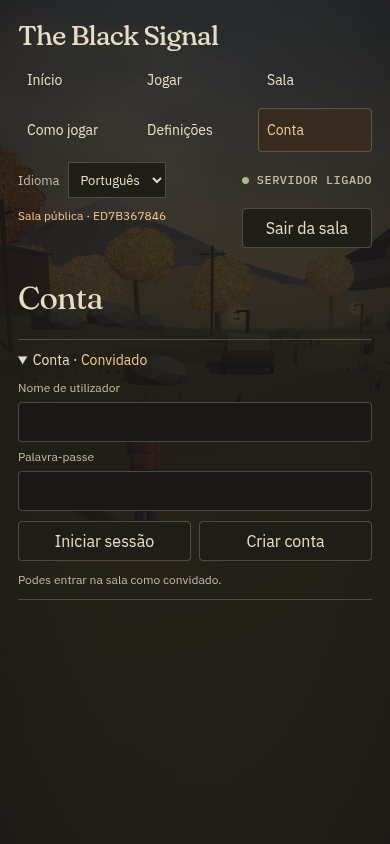 The Black Signal
Início Jogar Sala
Como jogar Definições Conta
Idioma Português SERVIDOR LIGADO
Sala pública · ED7B367846
Sair da sala
Conta
Conta · Convidado
Nome de utilizador
Palavra-passe
Iniciar sessão Criar conta
Podes entrar na sala como convidado.